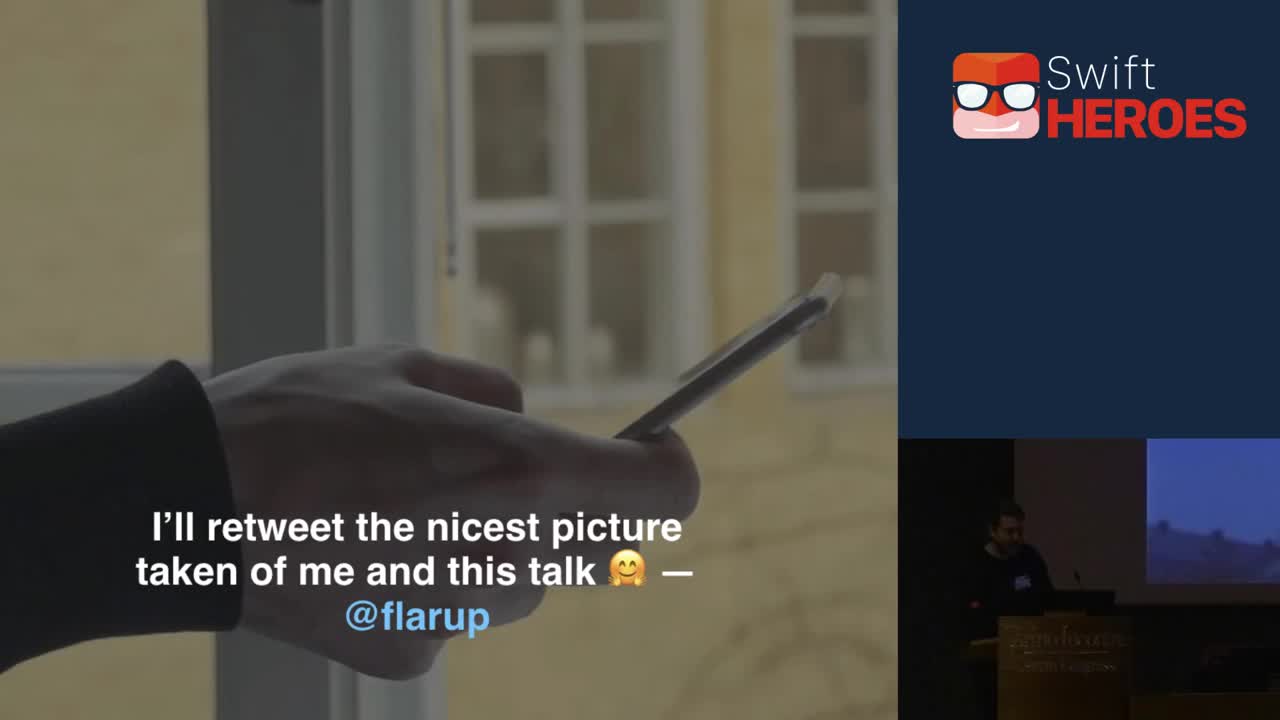 I’ll retweet the nicest picture
taken of me and this talk 🤗 —
@flarup
Swift
HEROES